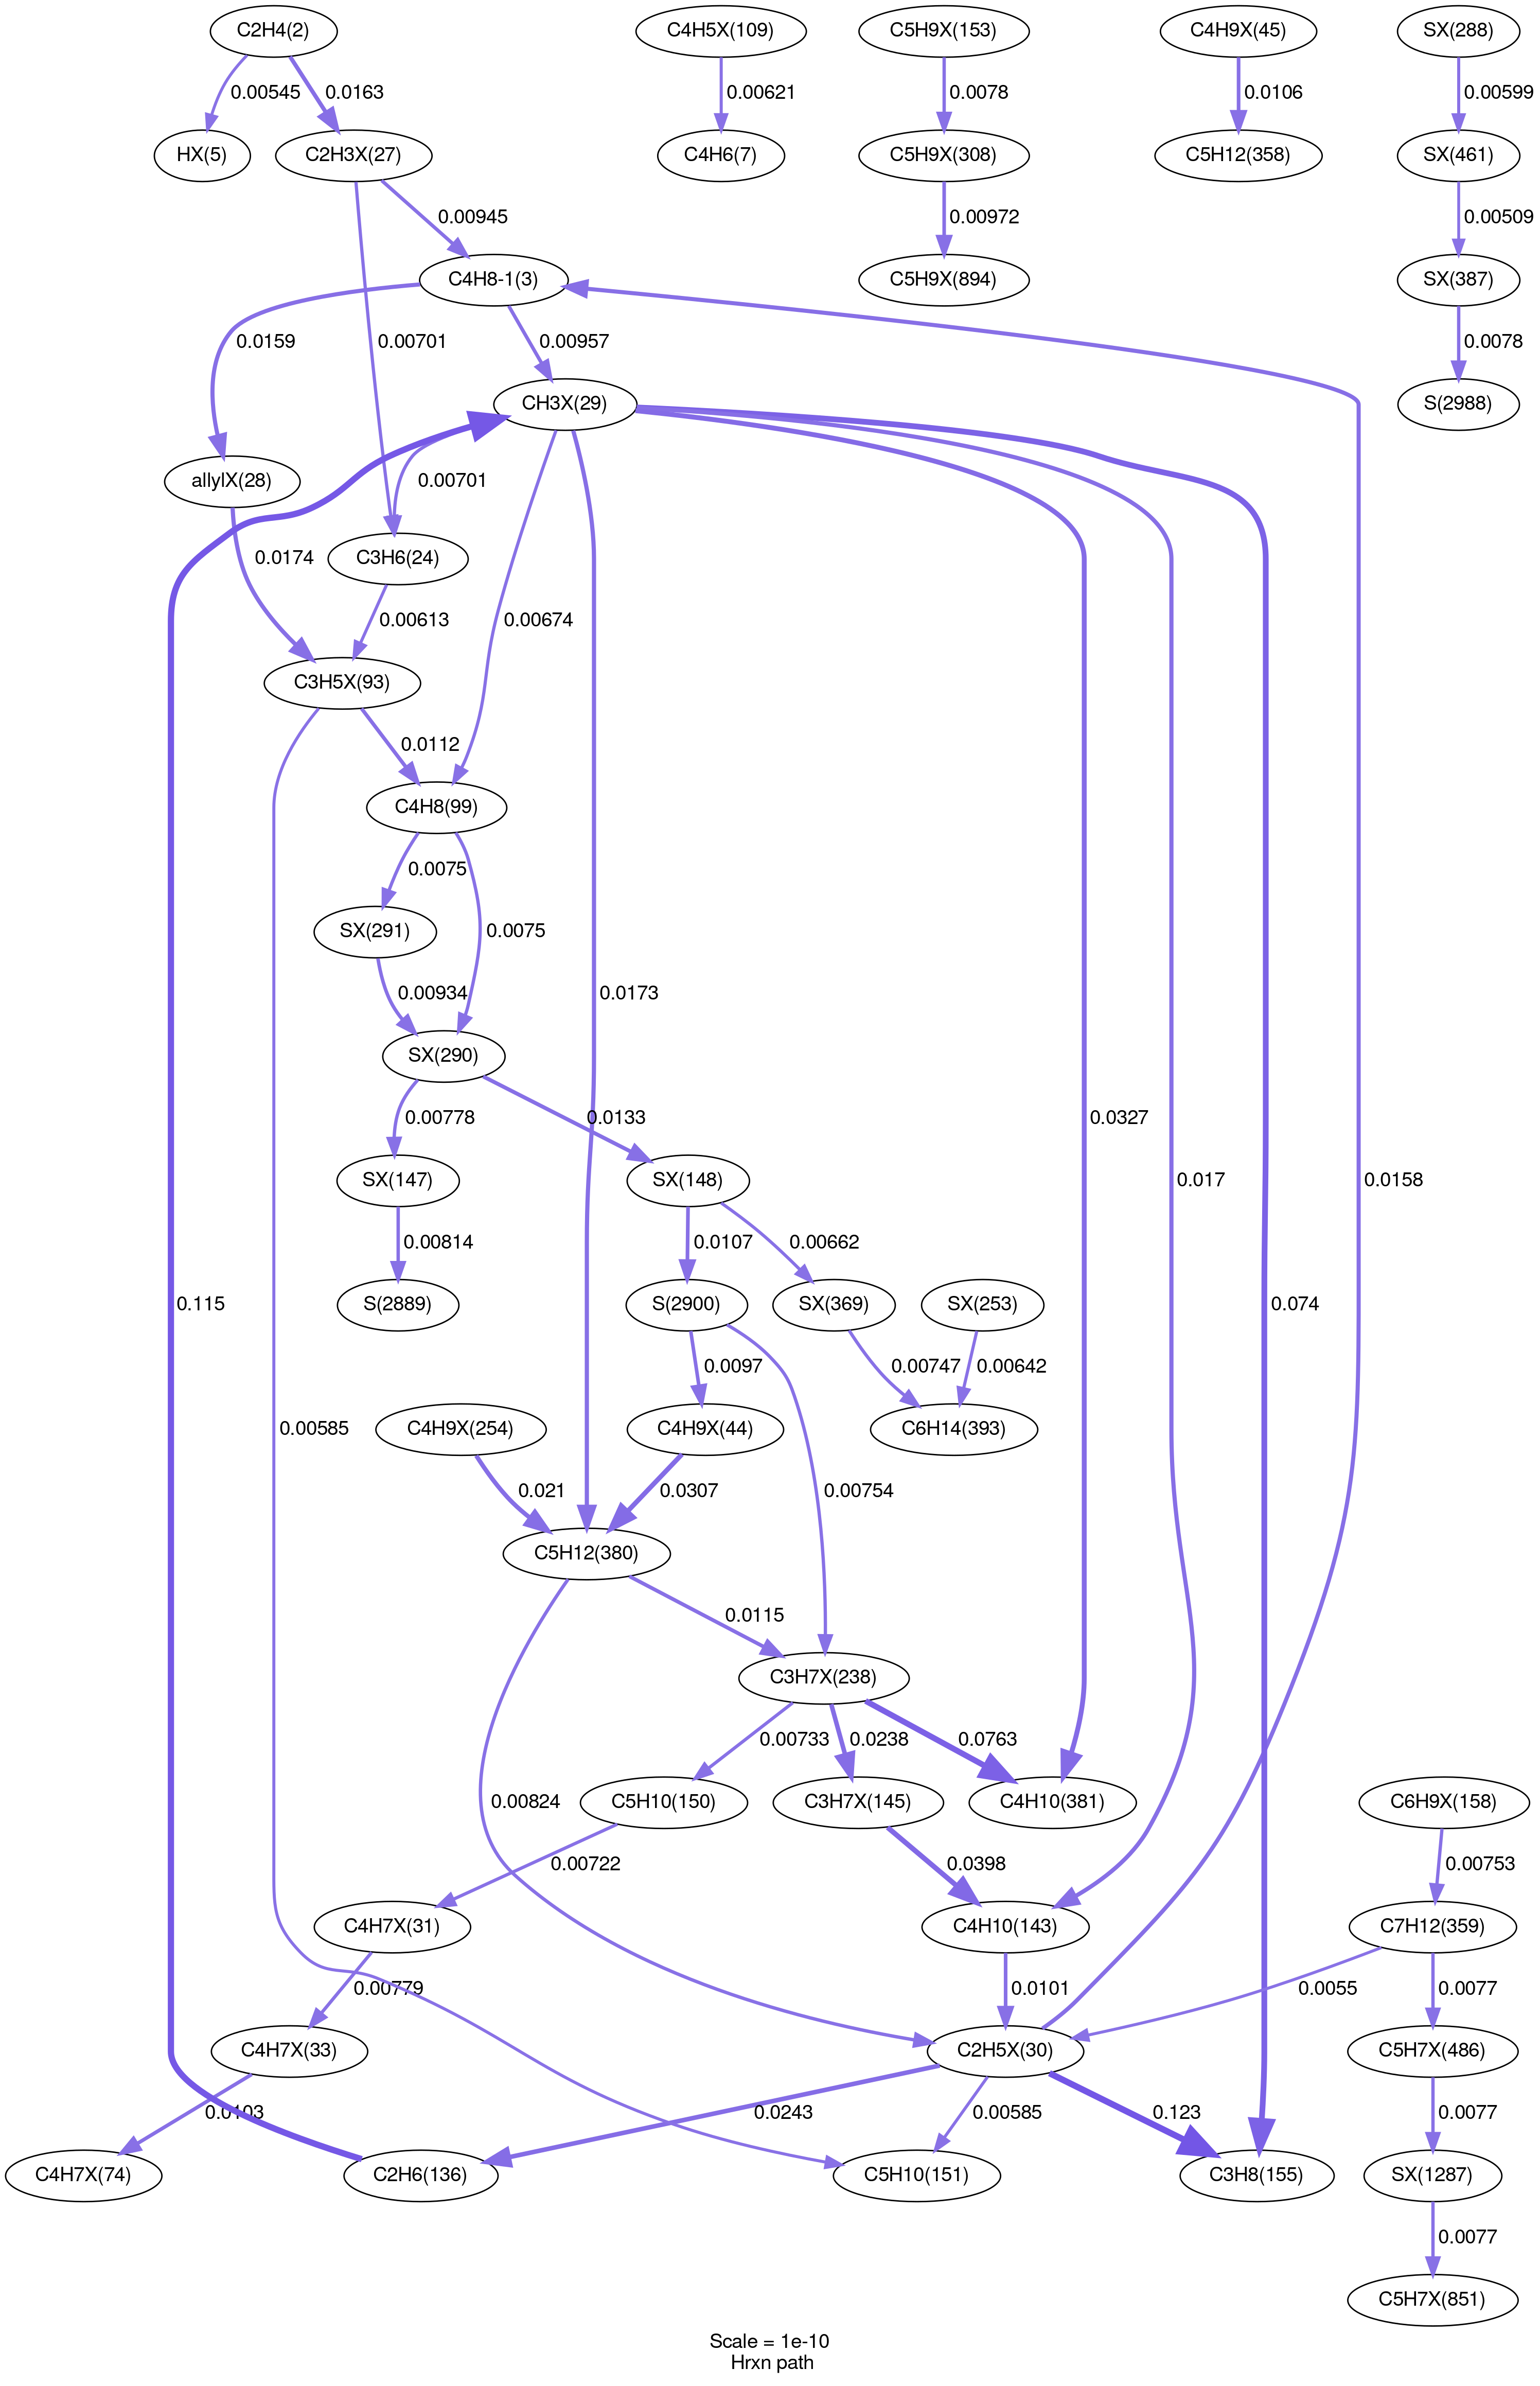 C2H4(2)
C4H5X(109)
C5H9X(153)
C4H9X(45)
SX(288)
0.00545
0.0163
0.00621
0.0078
0.0106
0.00599
HX(5)
C2H3X(27)
C4H6(7)
C5H9X(308)
C5H12(358)
SX(461)
0.00945
0.00972
0.00509
C4H8-1(3)
C5H9X(894)
SX(387)
0.0159
0.00701
0.00957
0.0078
CH3X(29)
S(2988)
allylX(28)
0.00701
0.0174
C3H6(24)
0.00613
0.00674
C3H5X(93)
0.0112
C4H8(99)
0.0075
0.0075
SX(291)
0.00934
0.0173
SX(290)
0.00778
0.0133
0.0327
SX(147)
SX(148)
0.017
0.0158
0.00814
0.0107
0.00662
0.115
S(2889)
S(2900)
SX(369)
SX(253)
0.074
0.0097
0.00747
0.00642
0.00585
C4H9X(254)
C4H9X(44)
C6H14(393)
0.021
0.0307
0.00754
C5H12(380)
0.0115
C3H7X(238)
0.00733
0.0238
0.0763
0.00824
C5H10(150)
C3H7X(145)
C4H10(381)
C6H9X(158)
0.00722
0.0398
0.00753
C4H7X(31)
C4H10(143)
C7H12(359)
0.00779
0.0101
0.0055
0.0077
C4H7X(33)
C2H5X(30)
C5H7X(486)
0.0103
0.0243
0.00585
0.123
0.0077
C4H7X(74)
C2H6(136)
C5H10(151)
C3H8(155)
SX(1287)
0.0077
C5H7X(851)
Scale = 1e-10
Hrxn path